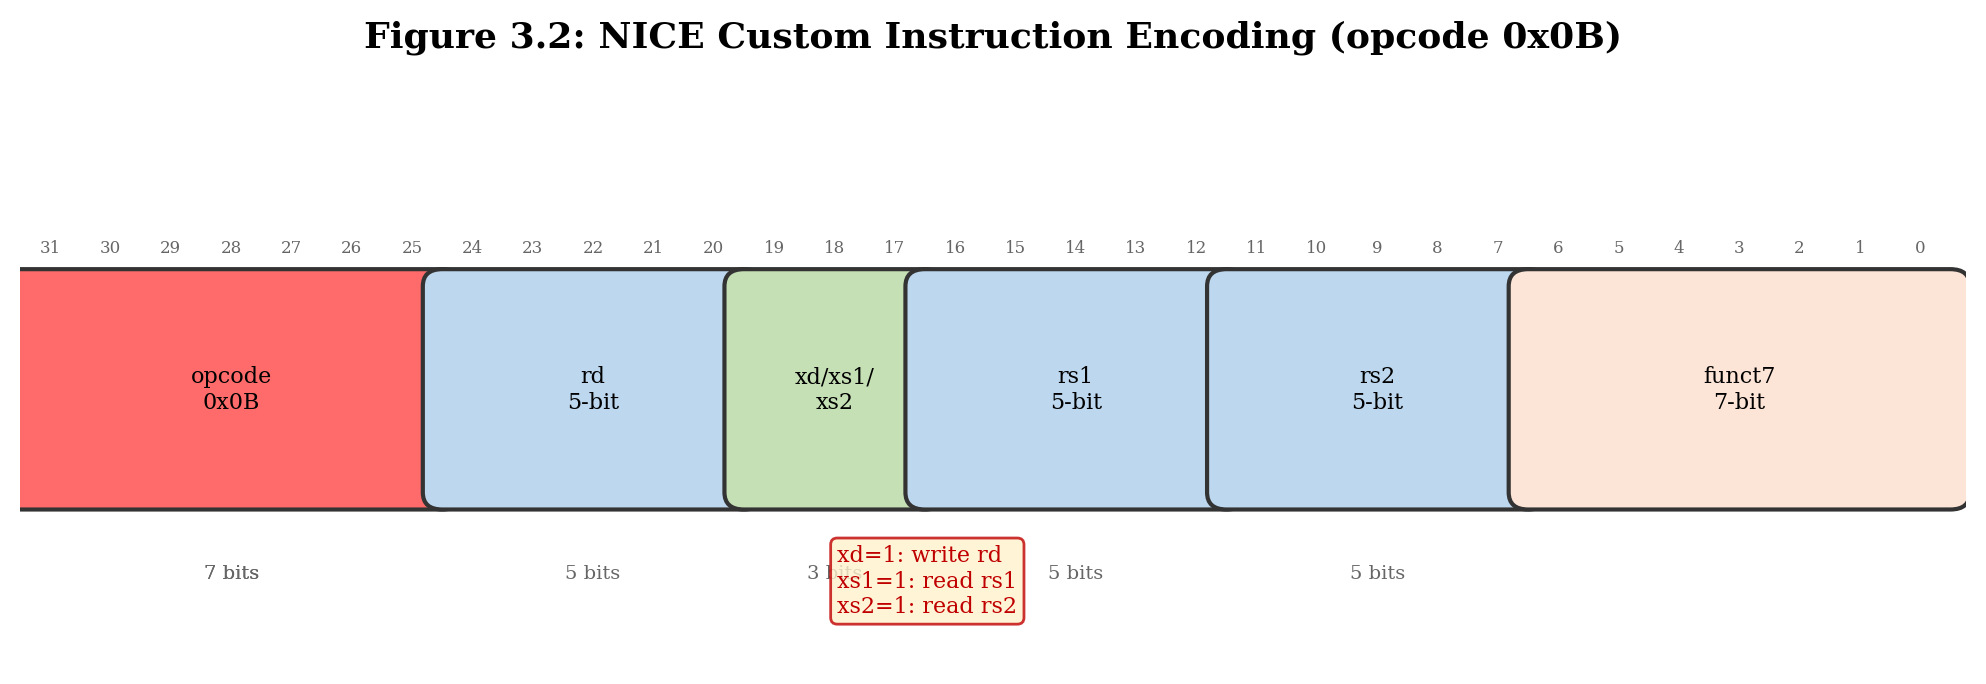 Figure 3.2: NICE Custom Instruction Encoding (opcode 0x0B)
31 30 29 28 27 26 25 24 23 22 21 20 19 18 17 16 15 14 13 12 11 10 9 8 7 6 5 4 3 2 1 0
opcode
0x0B
rd
5-bit
xd/xs1/
xs2
rs1
5-bit
rs2
5-bit
funct7
7-bit
7 bits
5 bits
3 bits
xd=1: write rd
xs1=1: read rs1
xs2=1: read rs2
5 bits
5 bits